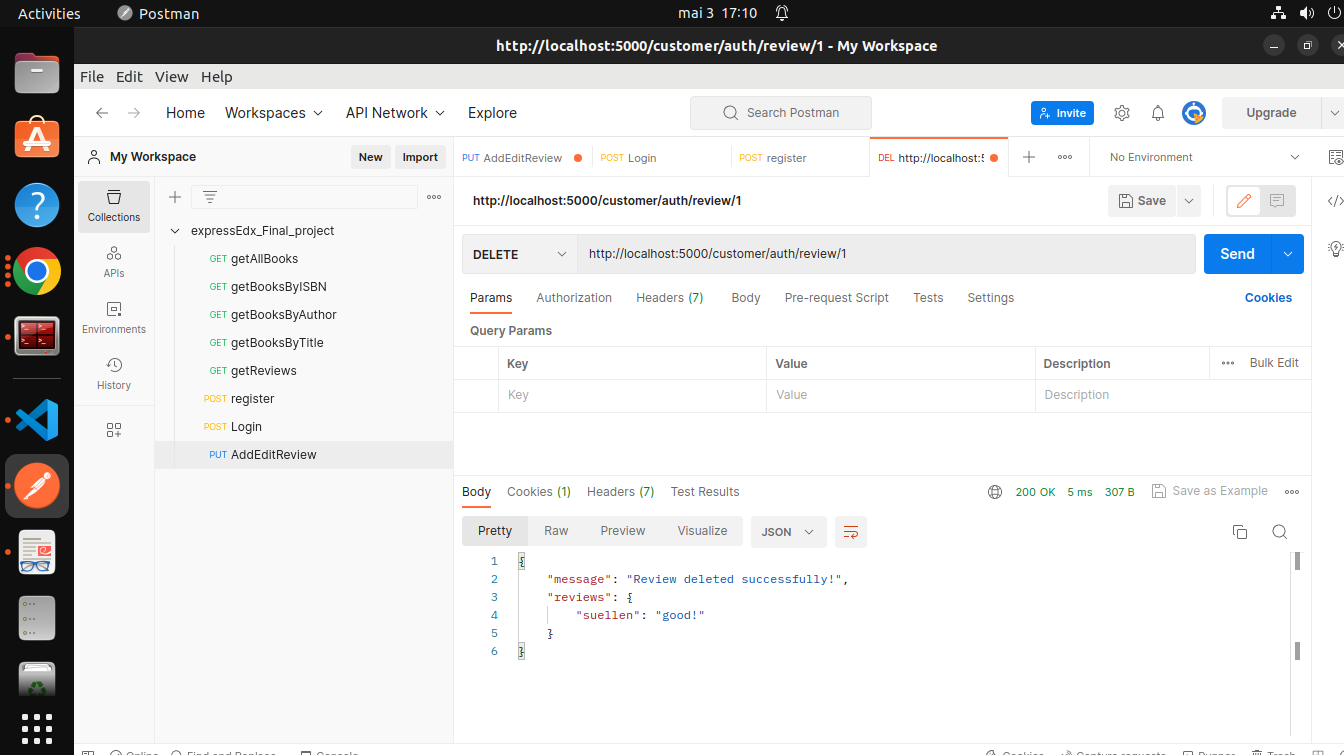 Activities Postman mai 3 17:10
http://localhost:5000/customer/auth/review/1 - My Workspace
File Edit View Help
Home Workspaces API Network Explore Search Postman Invite Upgrade
My Workspace New Import PUT AddEditReview POST Login POST register DEL http://localhost:5 No Environment
Collections
APIs
Environments
History
expressEdx_Final_project
GET getAllBooks
GET getBooksByISBN
GET getBooksByAuthor
GET getBooksByTitle
GET getReviews
POST register
POST Login
PUT AddEditReview
http://localhost:5000/customer/auth/review/1 Save
DELETE http://localhost:5000/customer/auth/review/1 Send
Params Authorization Headers (7) Body Pre-request Script Tests Settings Cookies
Query Params
Key Value Description Bulk Edit
Key Value Description
Body Cookies (1) Headers (7) Test Results 200 OK 5 ms 307 B Save as Example
Pretty Raw Preview Visualize JSON
1 {
2 "message": "Review deleted successfully!",
3 "reviews": {
4 "suellen": "good!"
5 }
6 }
Online Find and Replace Console Cookies Capture requests Runner Trash